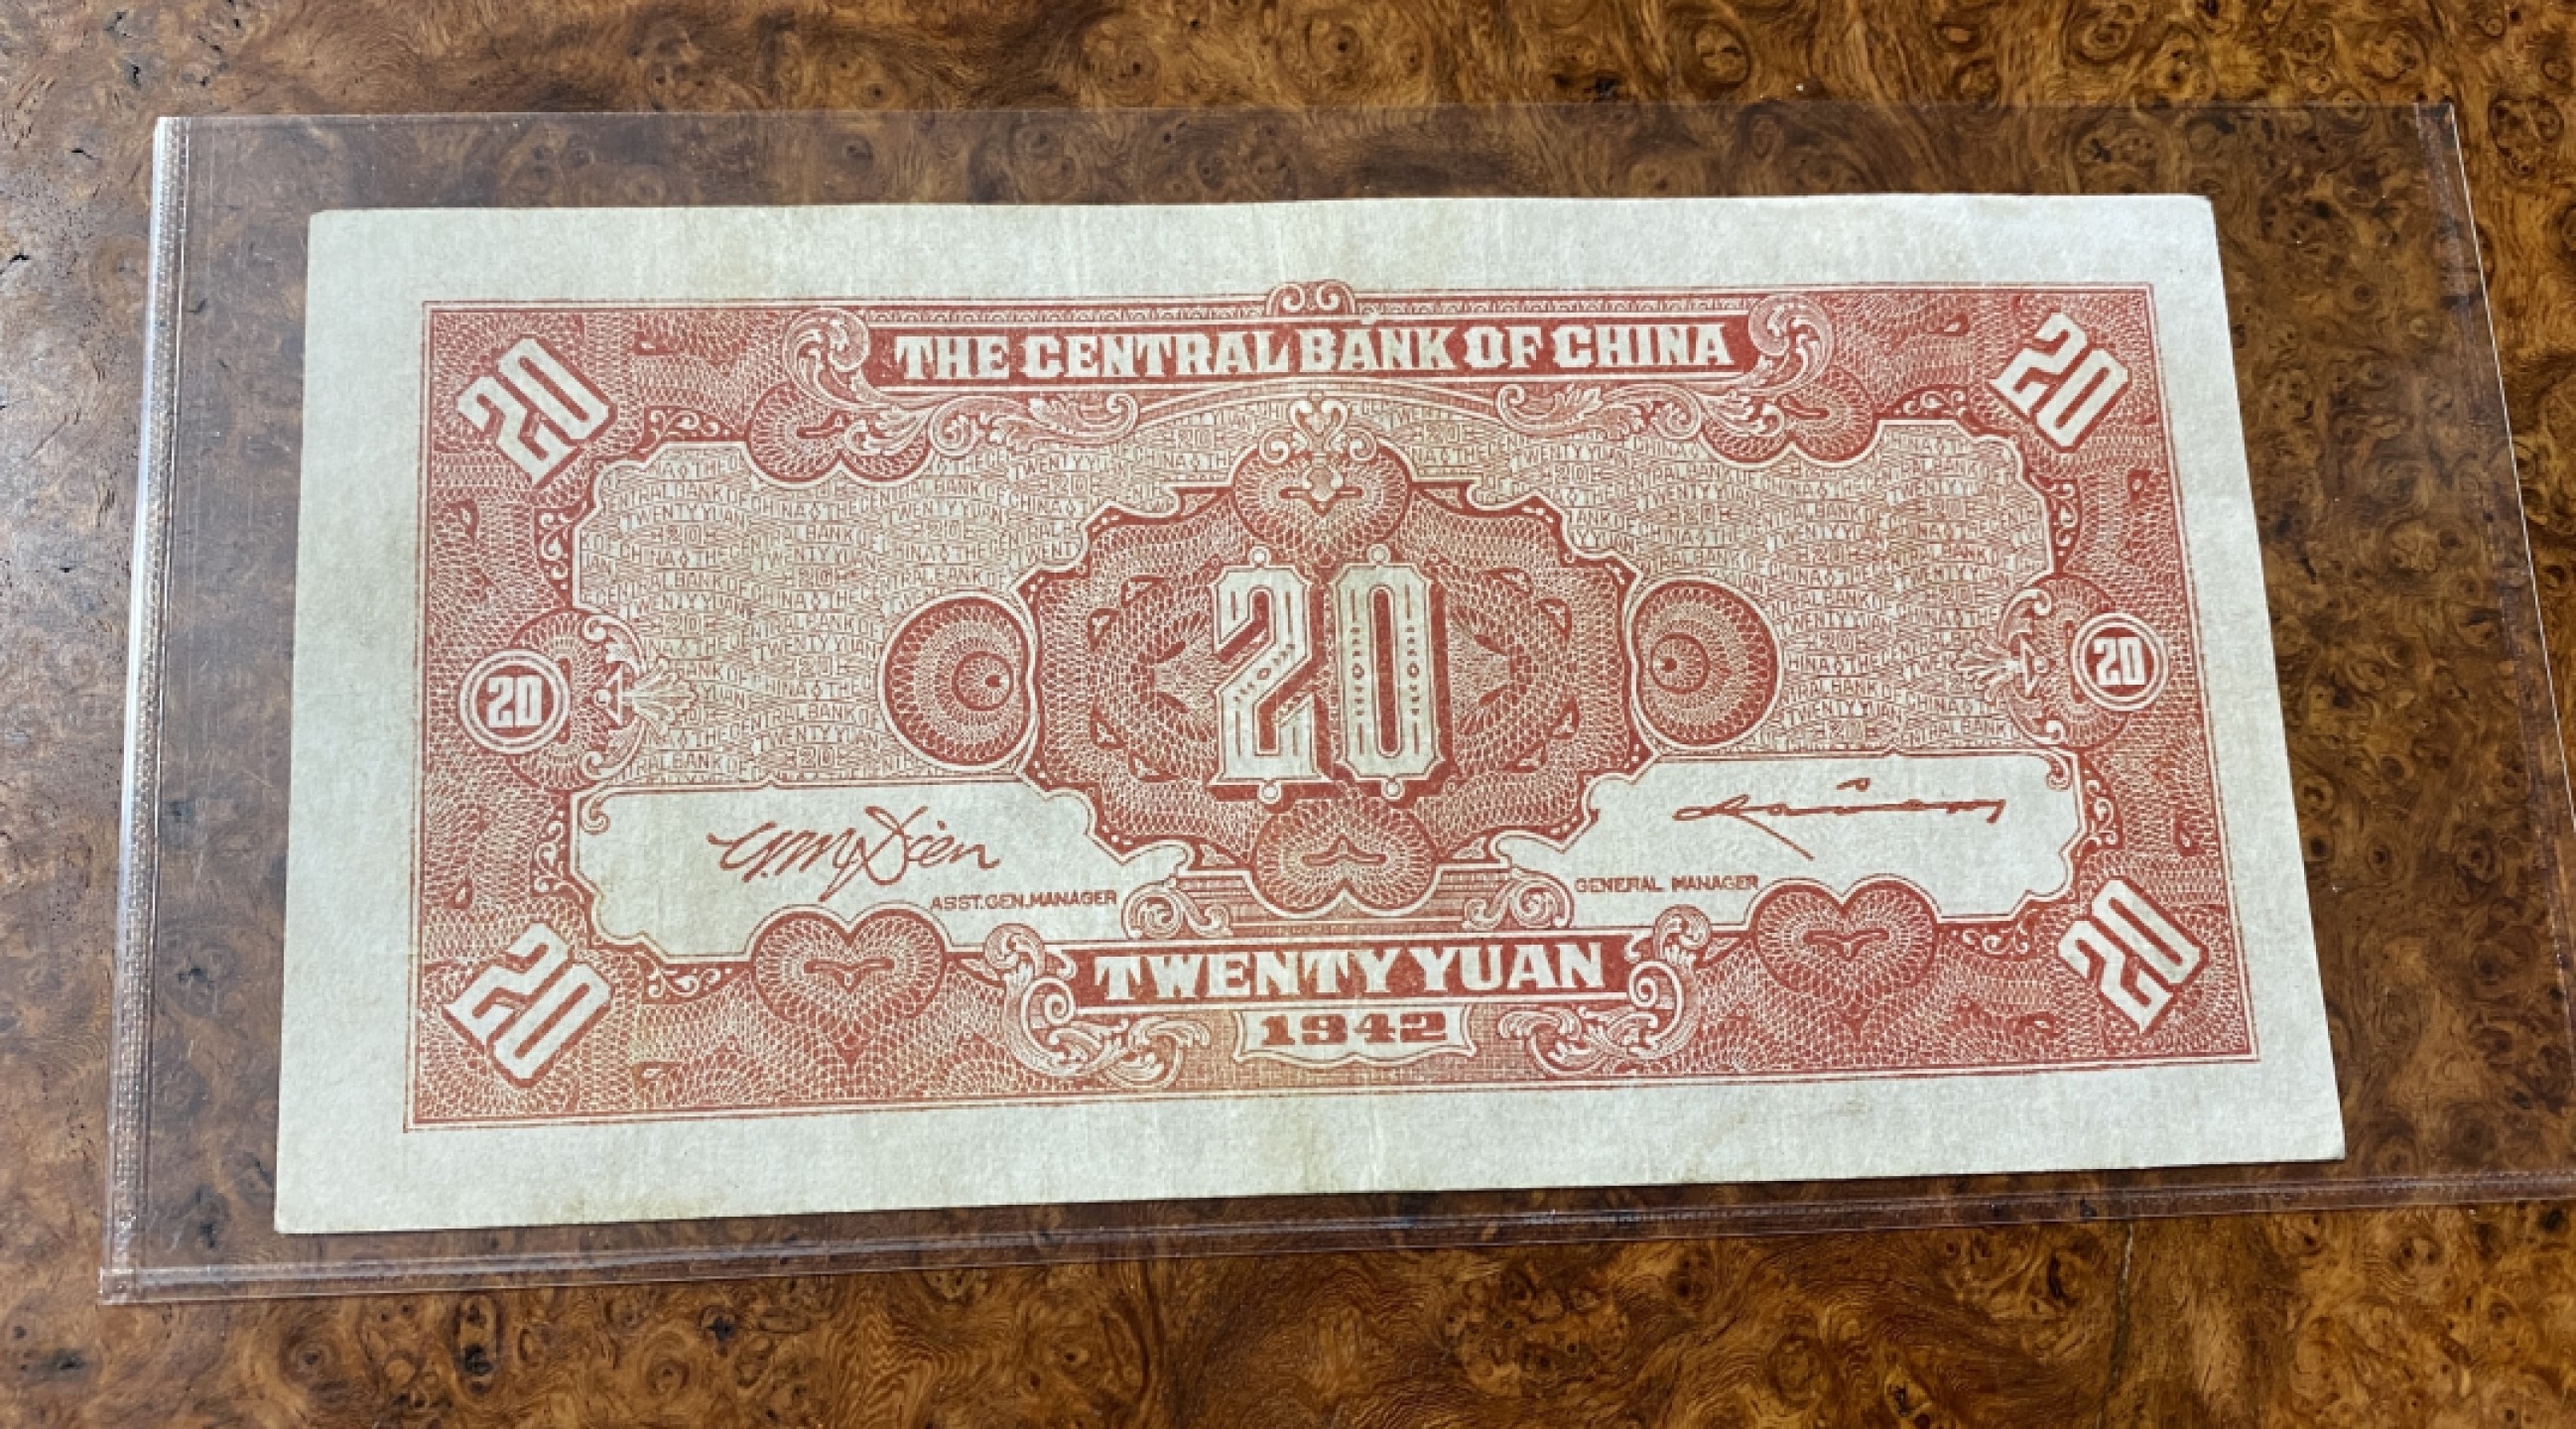 THE CENTRAL BANK OF CHINA
20 20
20 20 20
ASST. GEN. MANAGER GENERAL MANAGER
20 20
TWENTY YUAN
1942